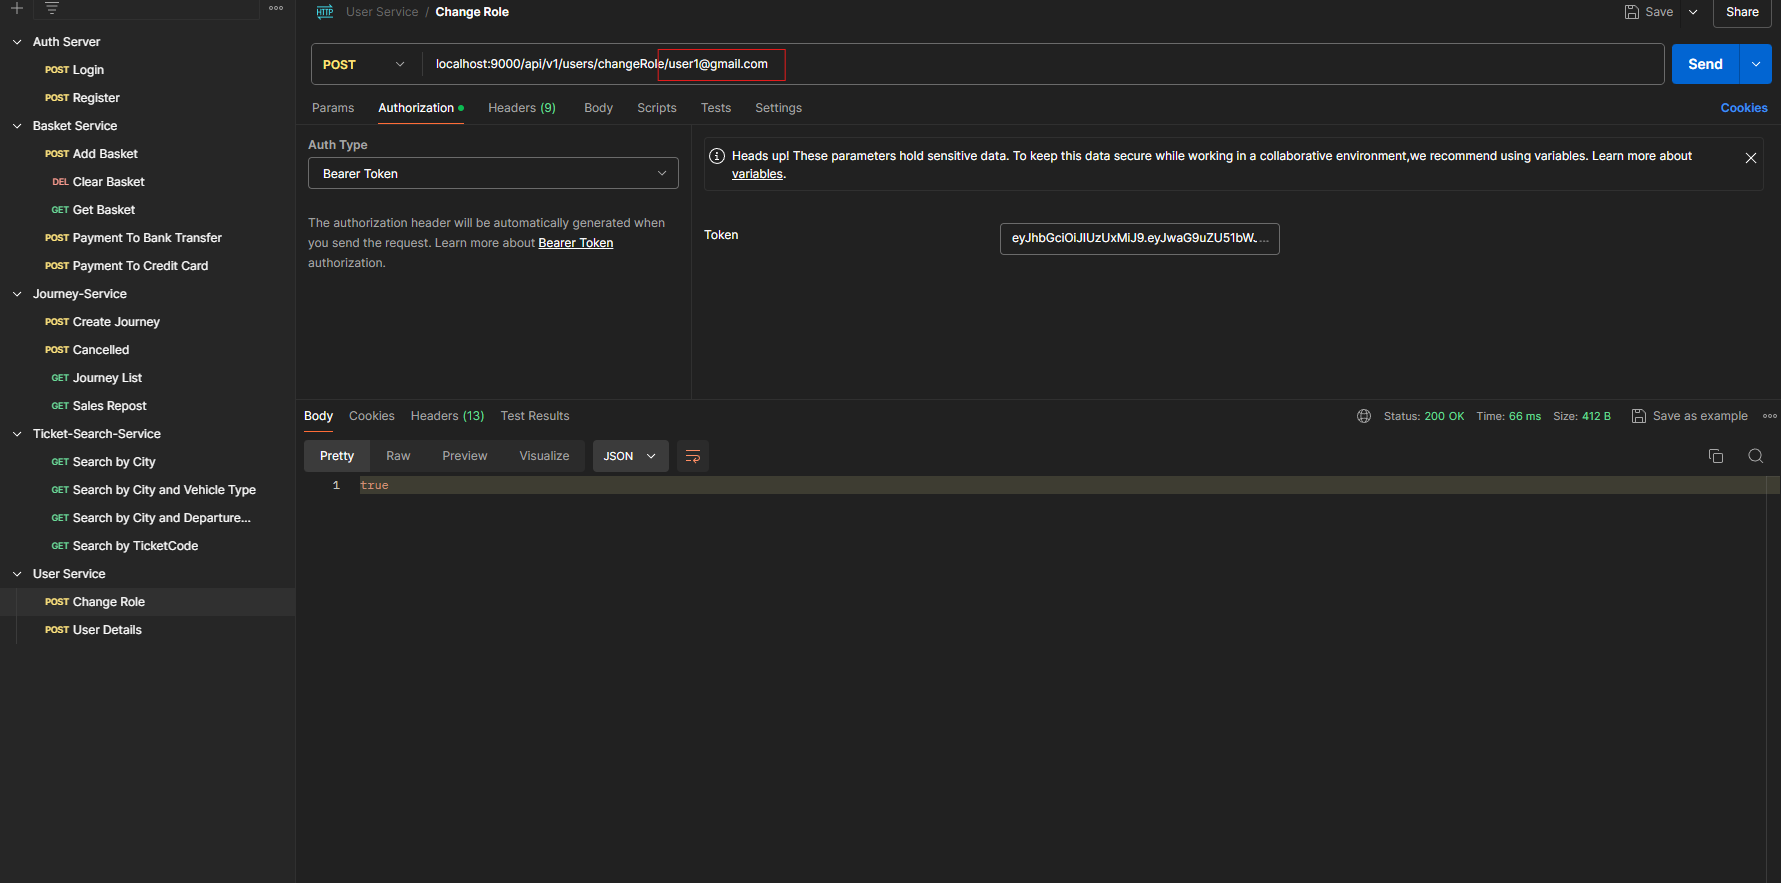 Auth Server
POST Login
POST Register
Basket Service
POST Add Basket
DEL Clear Basket
GET Get Basket
POST Payment To Bank Transfer
POST Payment To Credit Card
Journey-Service
POST Create Journey
POST Cancelled
GET Journey List
GET Sales Repost
Ticket-Search-Service
GET Search by City
GET Search by City and Vehicle Type
GET Search by City and Departure...
GET Search by TicketCode
User Service
POST Change Role
POST User Details
HTTP User Service / Change Role
Save
Share
POST localhost:9000/api/v1/users/changeRole/user1@gmail.com
Send
Params Authorization Headers (9) Body Scripts Tests Settings
Cookies
Auth Type
Bearer Token
The authorization header will be automatically generated when
you send the request. Learn more about Bearer Token
authorization.
Heads up! These parameters hold sensitive data. To keep this data secure while working in a collaborative environment,we recommend using variables. Learn more about
variables.
Token
eyJhbGciOiJIUzUxMiJ9.eyJwaG9uZU51bW....
Body Cookies Headers (13) Test Results
Status: 200 OK Time: 66 ms Size: 412 B
Save as example
Pretty Raw Preview Visualize JSON
1 true